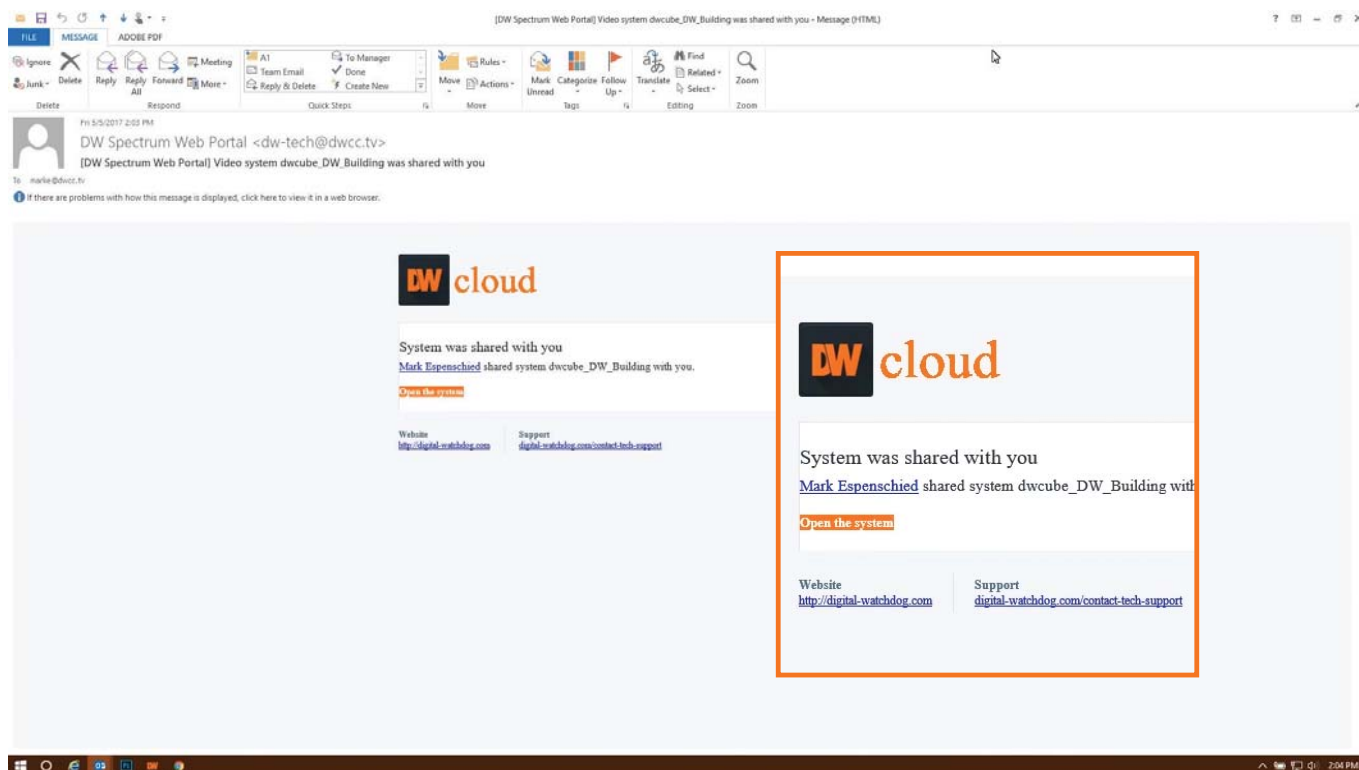 [DW Spectrum Web Portal] Video system dwcube_DW_Building was shared with you - Message (HTML)
FILE MESSAGE ADOBE PDF
Ignore
Junk
Delete
Reply
Reply All
Forward
Meeting
More
A1
Team Email
Reply & Delete
To Manager
Done
Create New
Move
Rules
Actions
Mark Unread
Categorize
Follow Up
Translate
Find
Related
Select
Zoom
Delete Respond Quick Steps Move Tags Editing Zoom
Fri 5/5/2017 2:03 PM
DW Spectrum Web Portal <dw-tech@dwcc.tv>
[DW Spectrum Web Portal] Video system dwcube_DW_Building was shared with you
To marke@dwcc.tv
If there are problems with how this message is displayed, click here to view it in a web browser.
DW cloud
System was shared with you
Mark Espenschied shared system dwcube_DW_Building with you.
Open the system
Website Support
http://digital-watchdog.com digital-watchdog.com/contact-tech-support
DW cloud
System was shared with you
Mark Espenschied shared system dwcube_DW_Building with
Open the system
Website Support
http://digital-watchdog.com digital-watchdog.com/contact-tech-support
2:04 PM